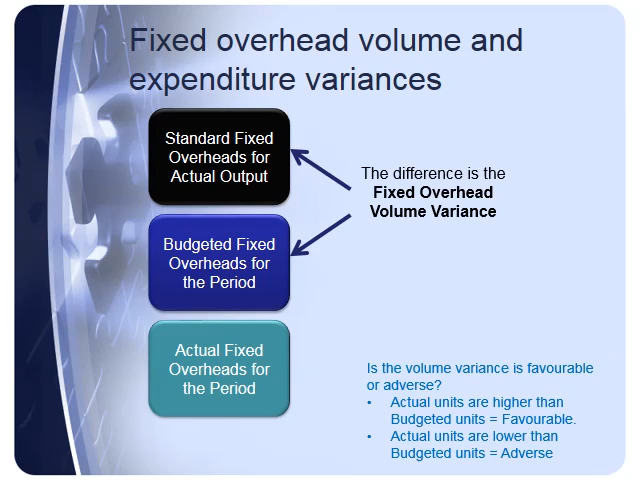 Fixed overhead volume and
expenditure variances
Standard Fixed
Overheads for
Actual Output
The difference is the
Fixed Overhead
Volume Variance
Budgeted Fixed
Overheads for
the Period
Actual Fixed
Overheads for
the Period
Is the volume variance is favourable
or adverse?
• Actual units are higher than
Budgeted units = Favourable.
• Actual units are lower than
Budgeted units = Adverse